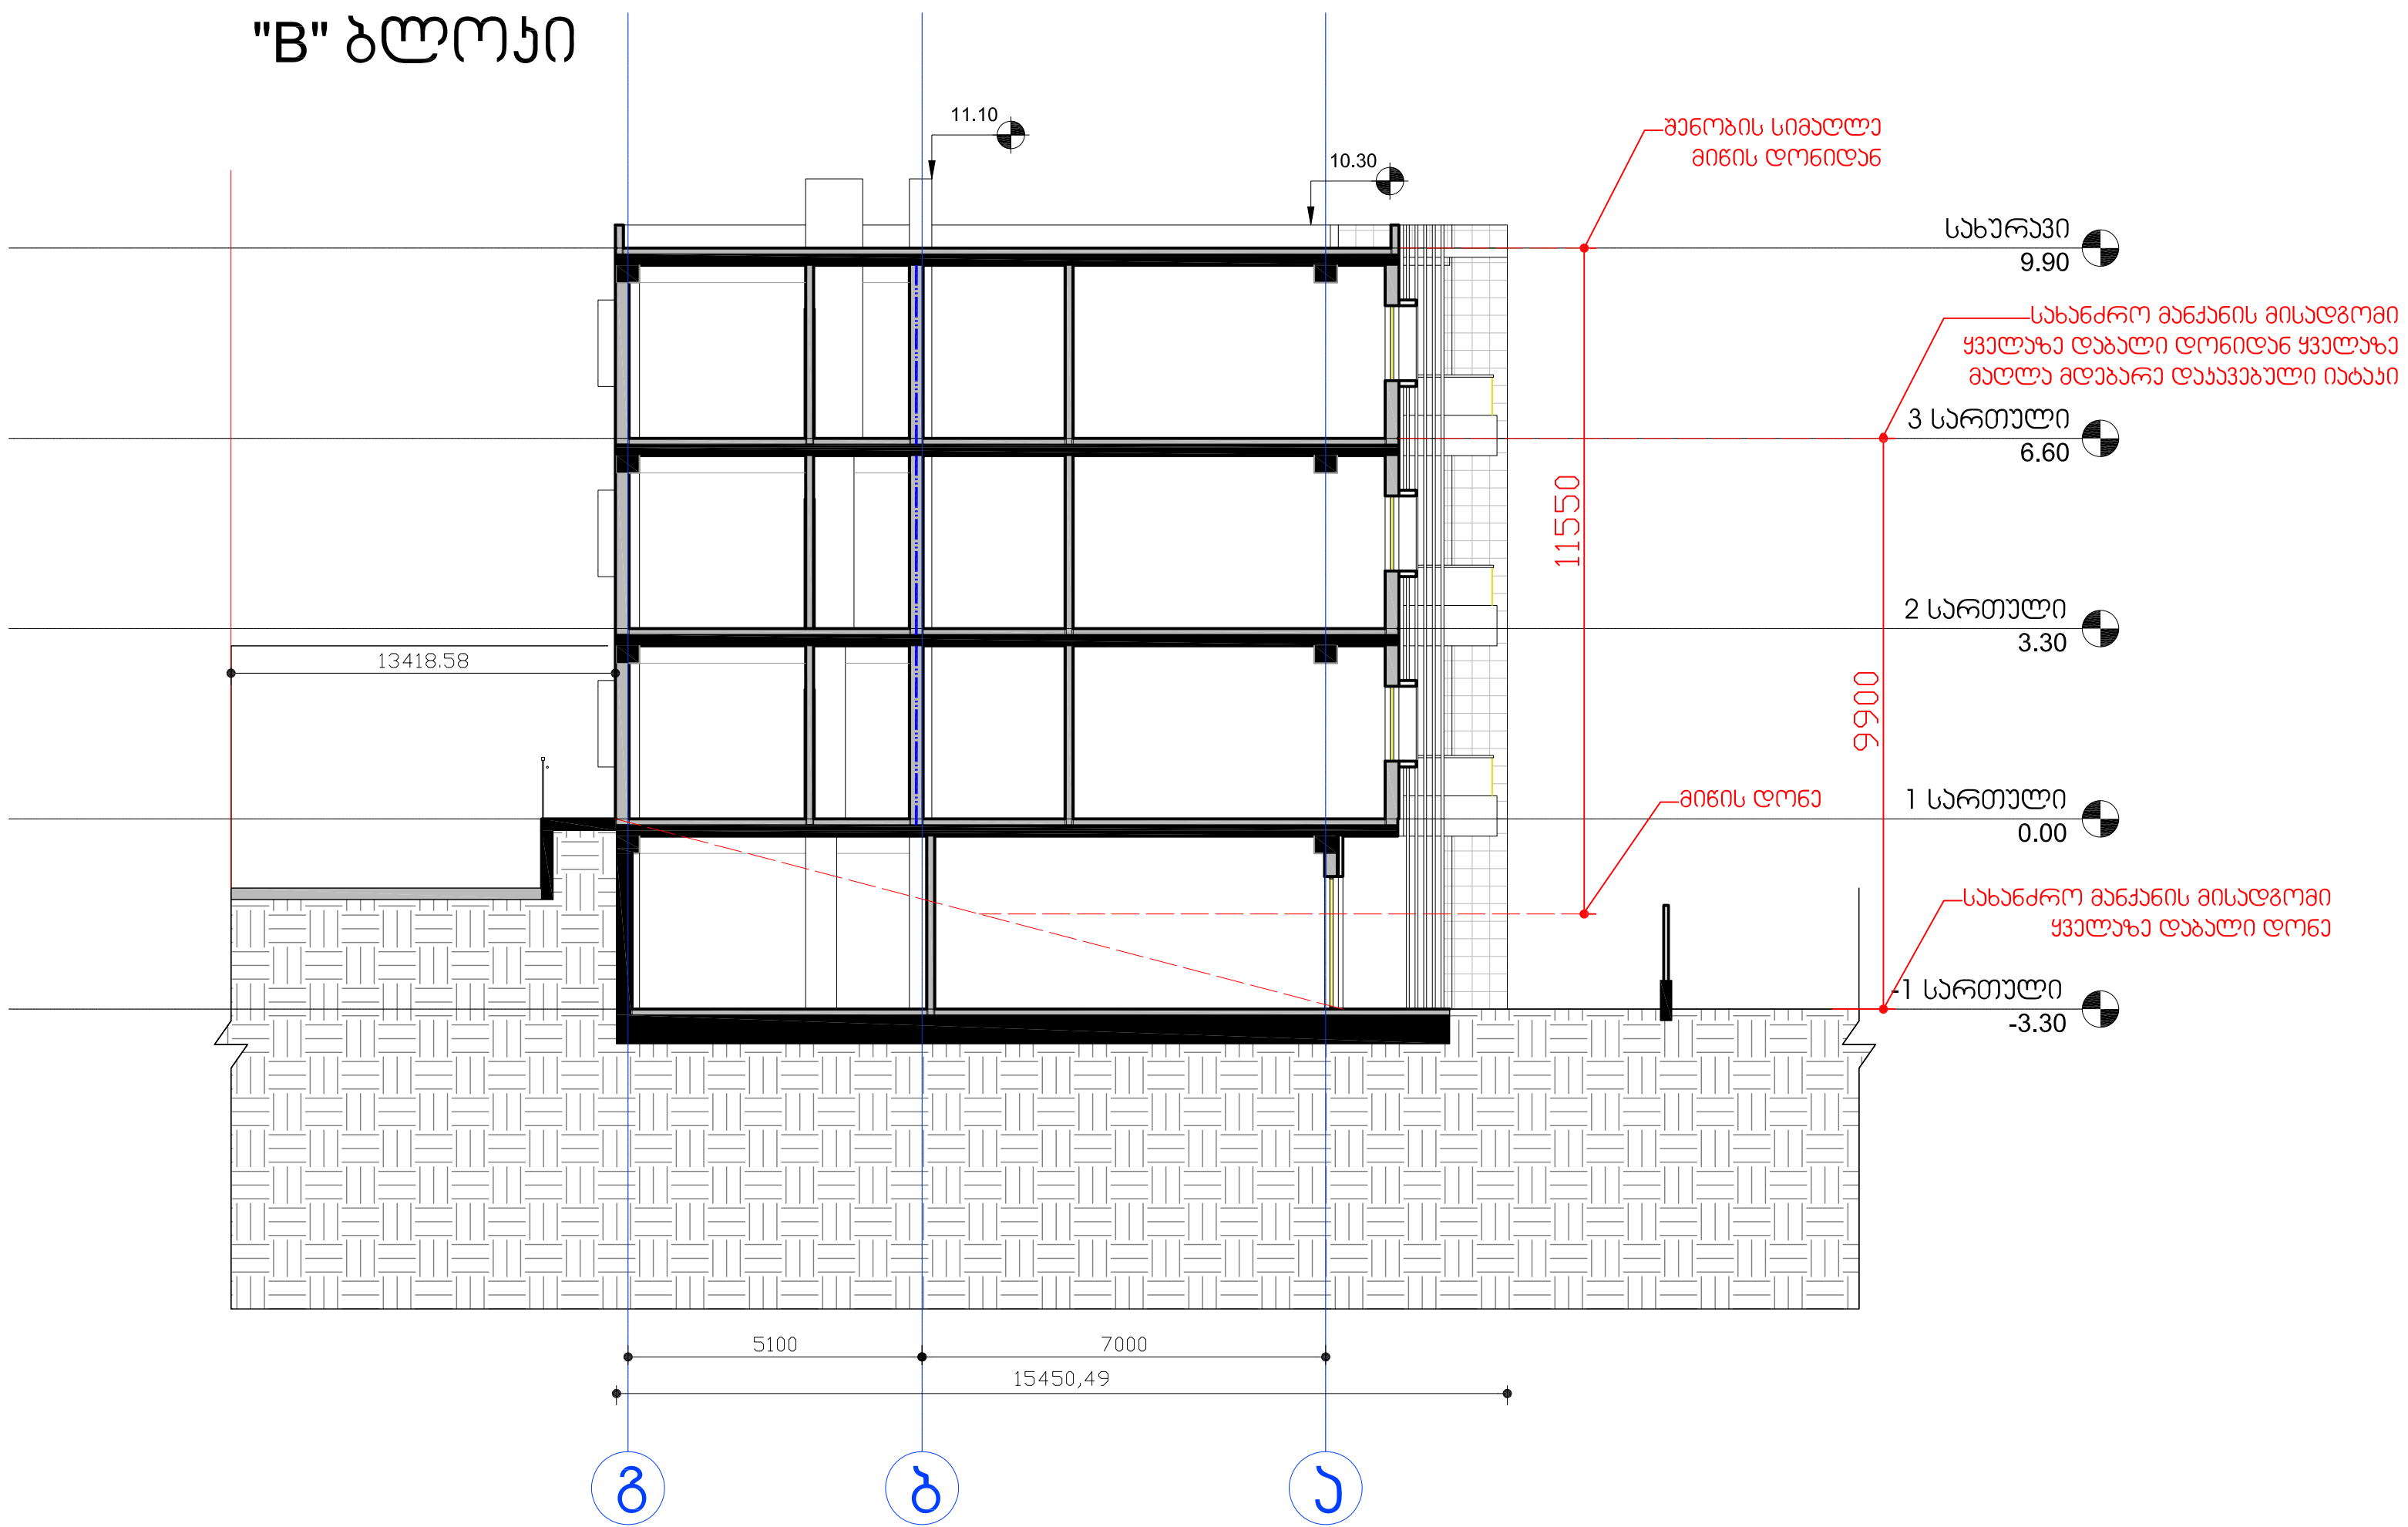 "B" ბლოკი
11.10
10.30
შენობის სიმაღლე
მიწის დონიდან
სახურავი
9.90
სახანძრო მანქანის მისადგომი
ყველაზე დაბალი დონიდან ყველაზე
მაღლა მდებარე დაკავებული იატაკი
3 სართული
6.60
11550
2 სართული
3.30
13418.58
9900
მიწის დონე
1 სართული
0.00
სახანძრო მანქანის მისადგომი
ყველაზე დაბალი დონე
-1 სართული
-3.30
5100
7000
15450,49
გ
ბ
ა